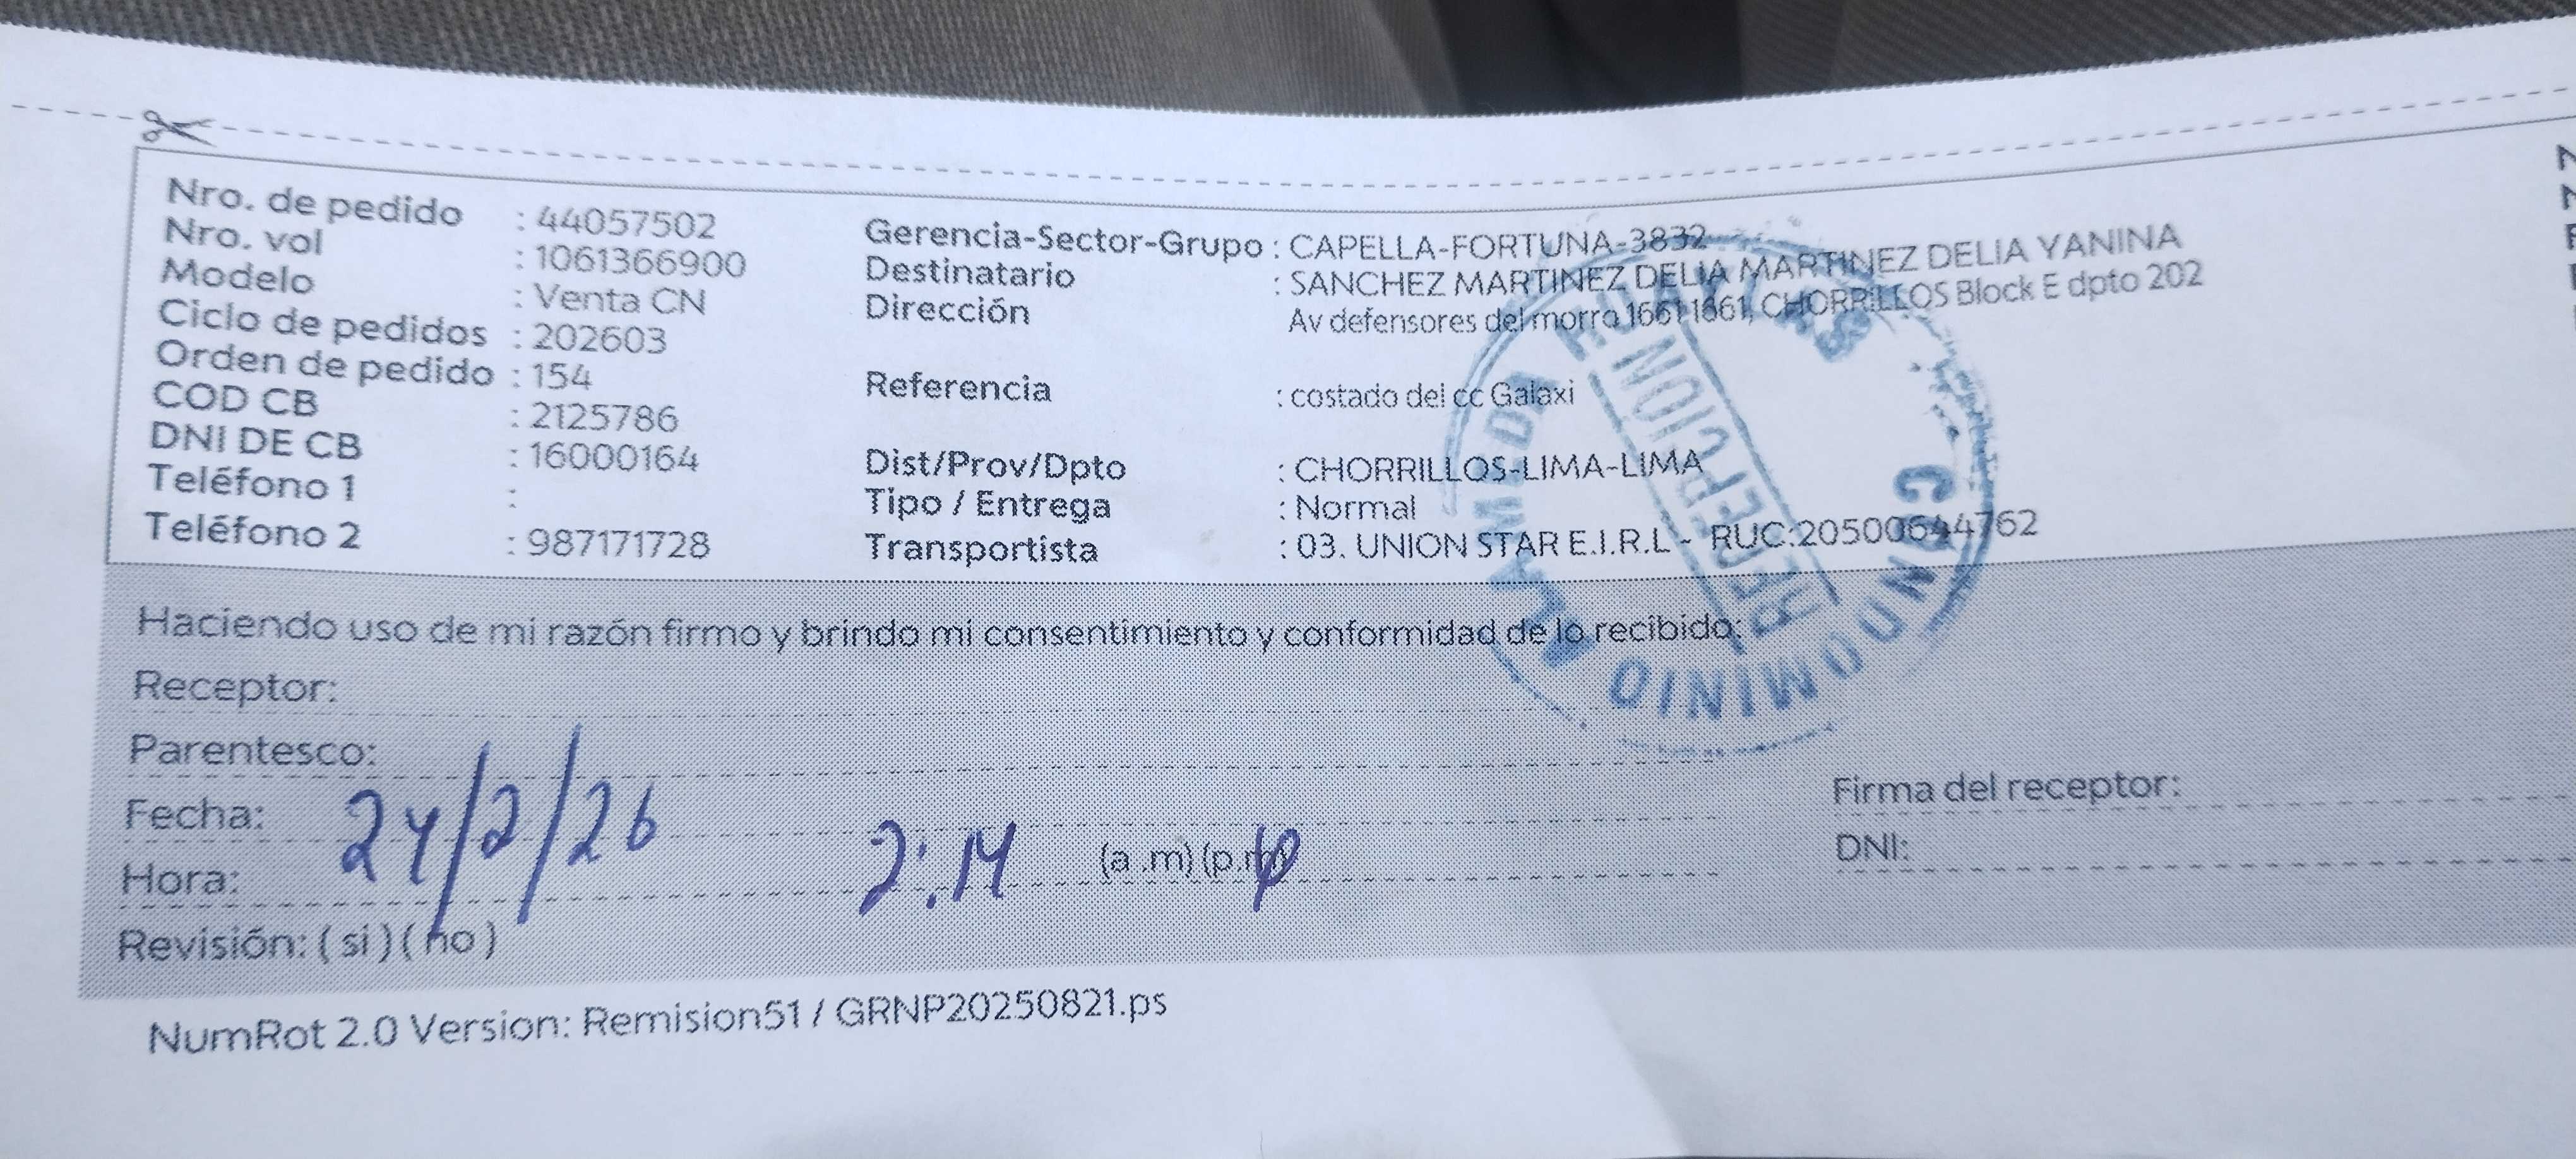 Nro. de pedido : 44057502
Nro. vol : 1061366900
Modelo : Venta CN
Ciclo de pedidos : 202603
Orden de pedido : 154
COD CB : 2125786
DNI DE CB : 16000164
Teléfono 1 :
Teléfono 2 : 987171728
Gerencia-Sector-Grupo : CAPELLA-FORTUNA-3832
Destinatario : SANCHEZ MARTINEZ DELIA MARTINEZ DELIA YANINA
Dirección Av defensores del morro 1661 1661, CHORRILLOS Block E dpto 202
Referencia : costado del cc Galaxi
Dist/Prov/Dpto : CHORRILLOS-LIMA-LIMA
Tipo / Entrega : Normal
Transportista : 03. UNION STAR E.I.R.L - RUC:20500644762
CONDOMINIO ALAMEDA
RECEPCION
Haciendo uso de mi razón firmo y brindo mi consentimiento y conformidad de lo recibido:
Receptor:
Parentesco:
Fecha: 24/2/26
Hora: 2:14 (a.m) (p.m)
Revisión: ( si ) ( no )
Firma del receptor:
DNI:
NumRot 2.0 Version: Remision51 / GRNP20250821.ps